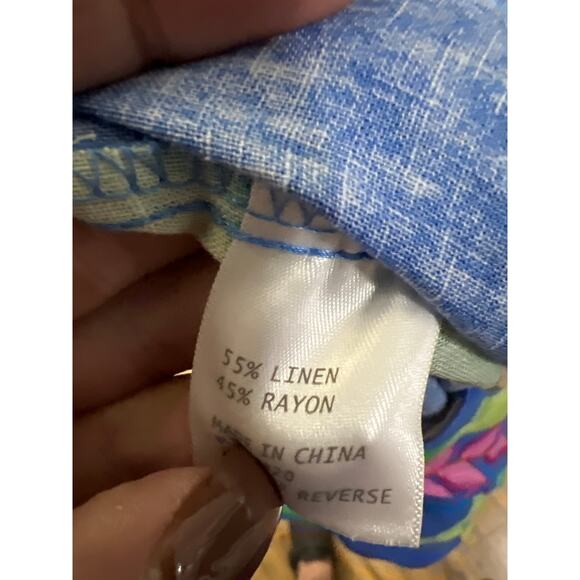 55% LINEN
45% RAYON
MADE IN CHINA
REVERSE